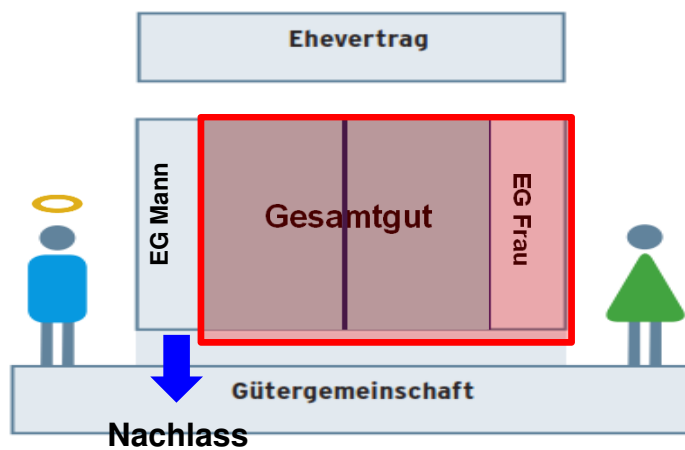 Ehevertrag
EG Mann
Gesamtgut
EG Frau
Gütergemeinschaft
Nachlass